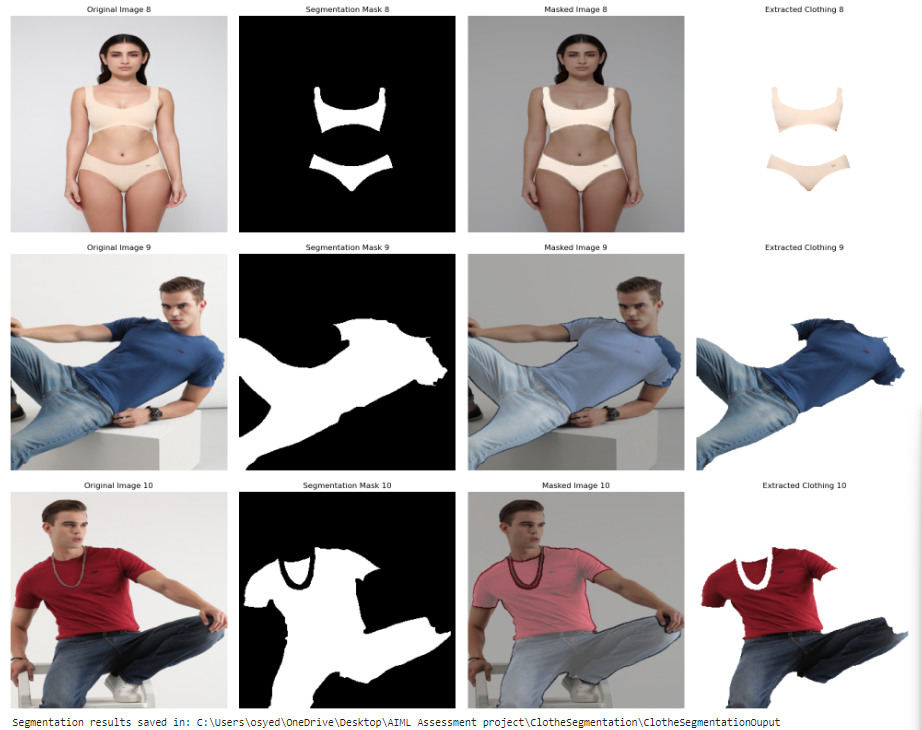 Original Image 8 Segmentation Mask 8 Masked Image 8 Extracted Clothing 8
Original Image 9 Segmentation Mask 9 Masked Image 9 Extracted Clothing 9
Original Image 10 Segmentation Mask 10 Masked Image 10 Extracted Clothing 10
Segmentation results saved in: C:\Users\osyed\OneDrive\Desktop\AIML Assessment project\ClotheSegmentation\ClotheSegmentationOuput